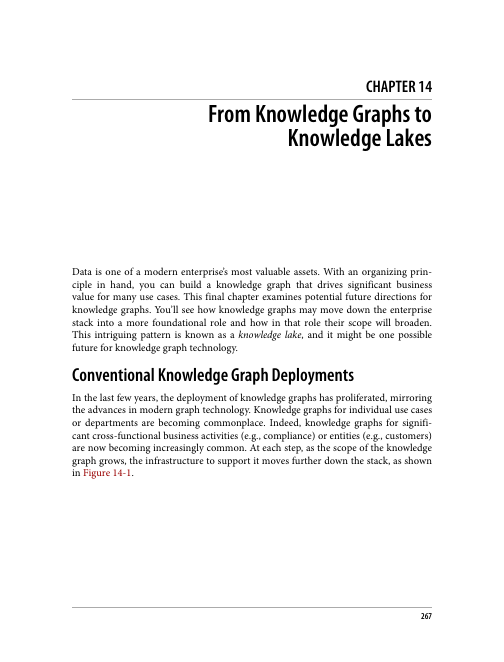 CHAPTER 14
From Knowledge Graphs to
Knowledge Lakes
Data is one of a modern enterprise's most valuable assets. With an organizing prin-
ciple in hand, you can build a knowledge graph that drives significant business
value for many use cases. This final chapter examines potential future directions for
knowledge graphs. You'll see how knowledge graphs may move down the enterprise
stack into a more foundational role and how in that role their scope will broaden.
This intriguing pattern is known as a knowledge lake, and it might be one possible
future for knowledge graph technology.
Conventional Knowledge Graph Deployments
In the last few years, the deployment of knowledge graphs has proliferated, mirroring
the advances in modern graph technology. Knowledge graphs for individual use cases
or departments are becoming commonplace. Indeed, knowledge graphs for signifi-
cant cross-functional business activities (e.g., compliance) or entities (e.g., customers)
are now becoming increasingly common. At each step, as the scope of the knowledge
graph grows, the infrastructure to support it moves further down the stack, as shown
in Figure 14-1.
267